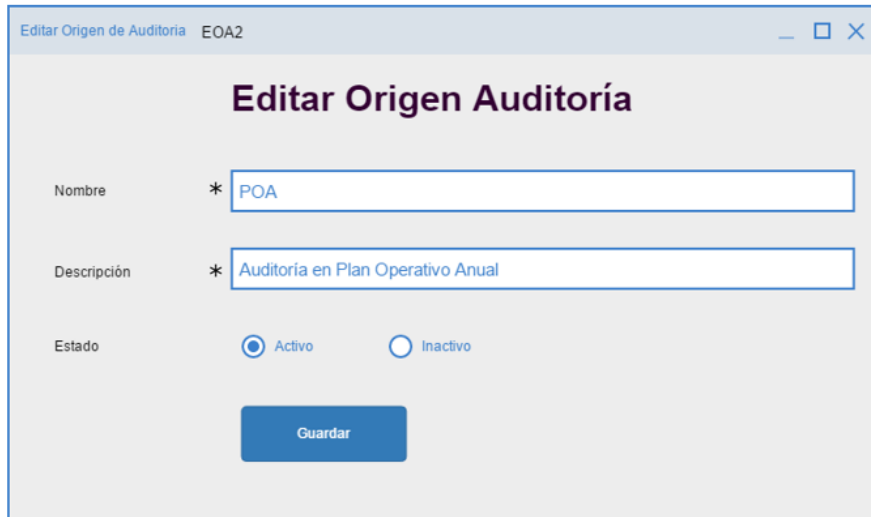 Editar Origen de Auditoria EOA2
Editar Origen Auditoría
Nombre * POA
Descripción * Auditoría en Plan Operativo Anual
Estado Activo Inactivo
Guardar